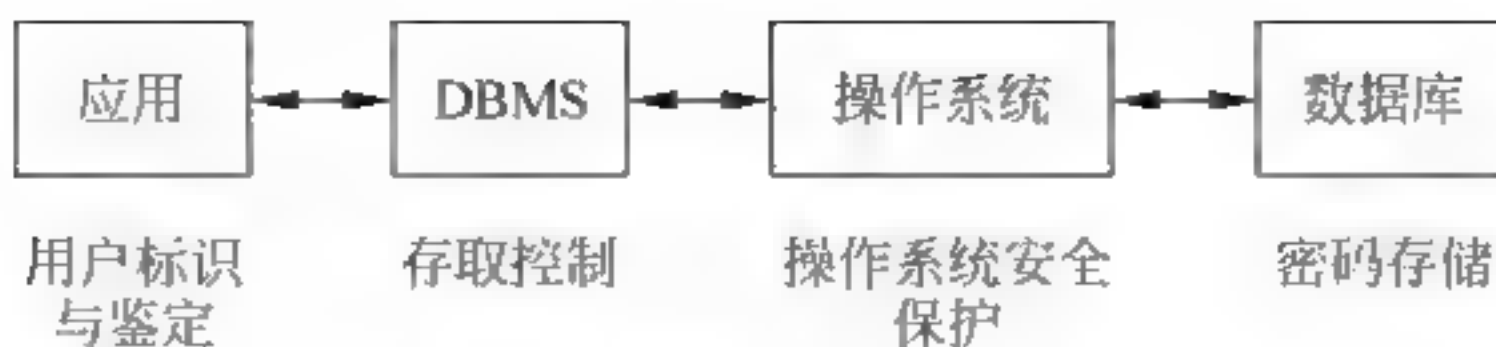 应用
DBMS
操作系统
数据库
用户标识
与鉴定
存取控制
操作系统安全
保护
密码存储